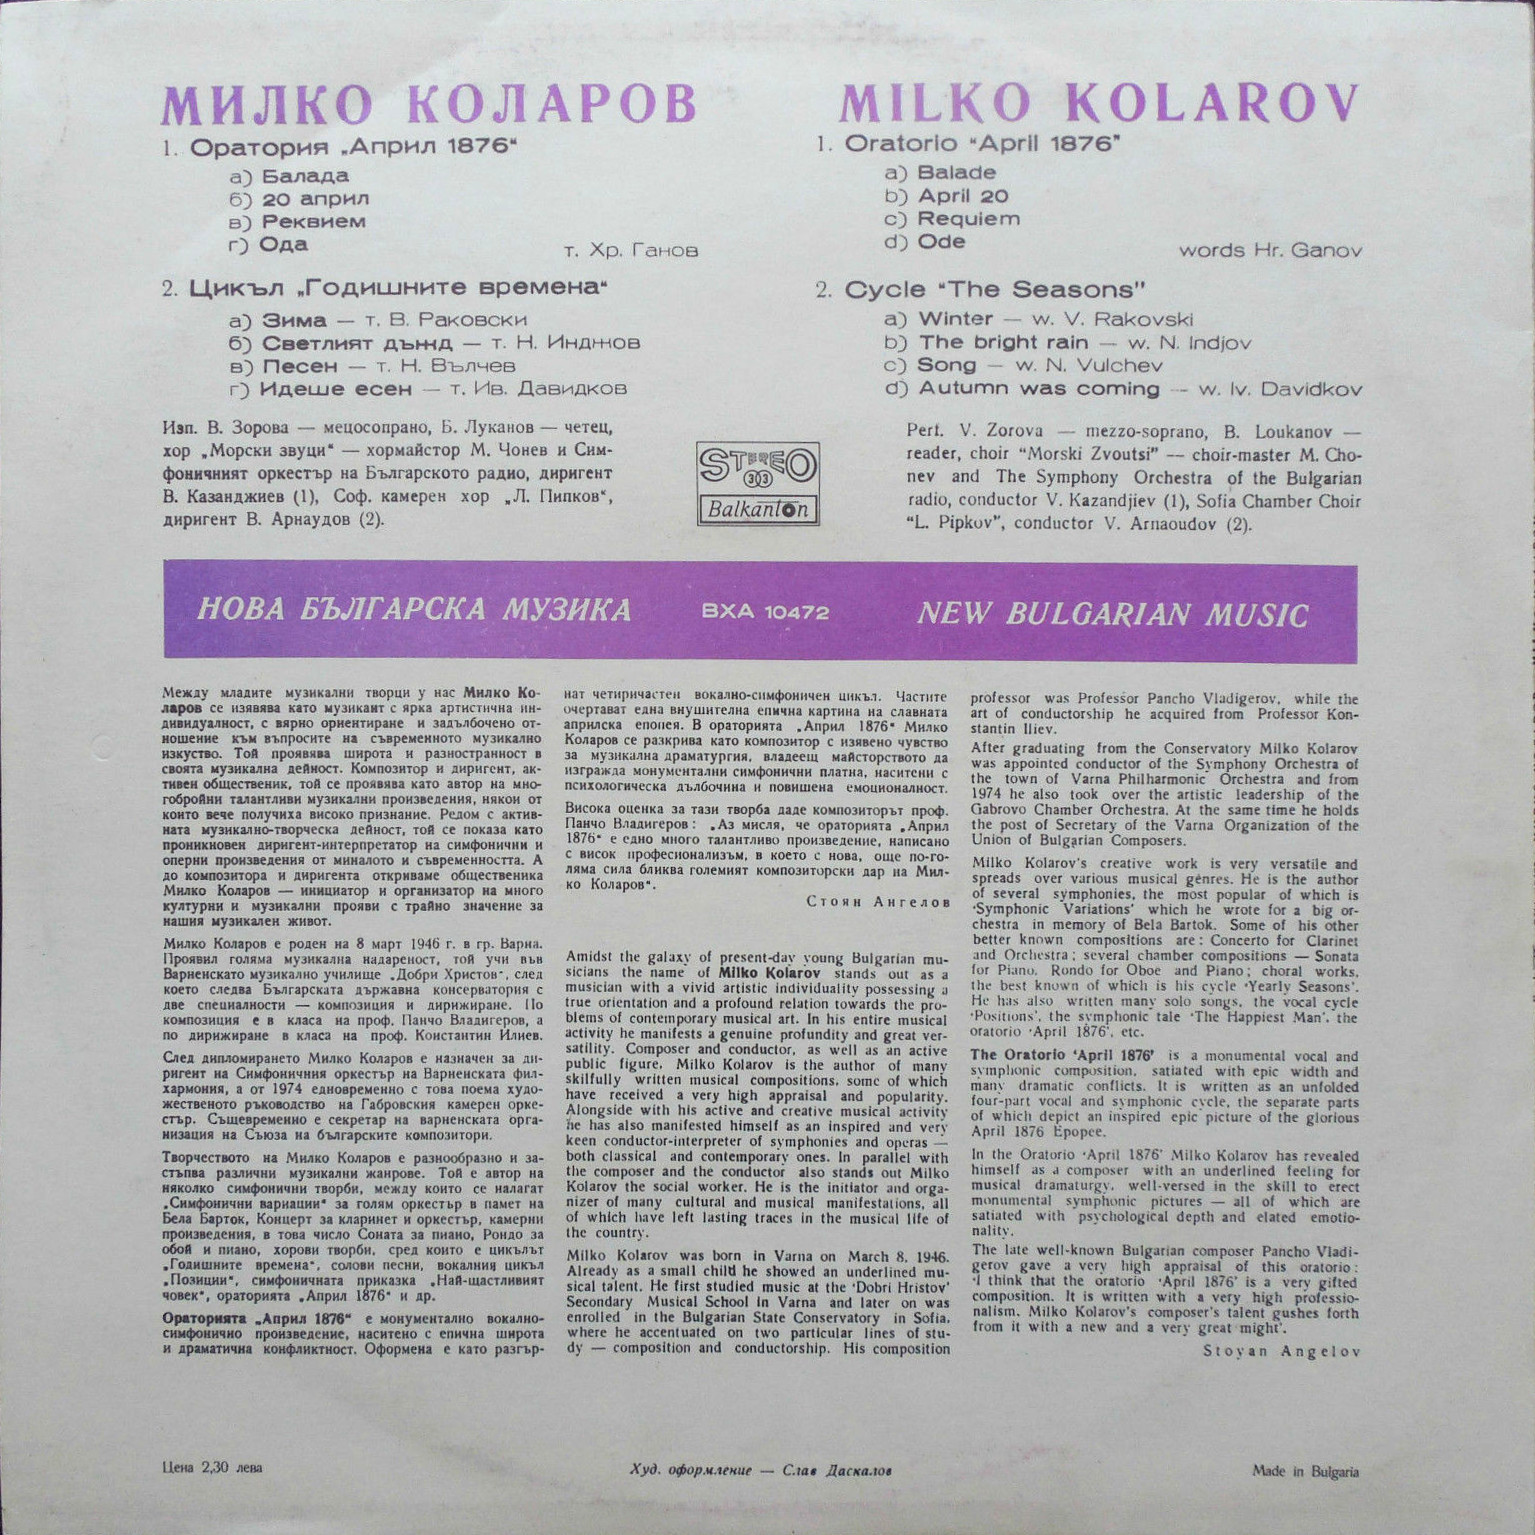 МИЛКО КОЛАРОВ
1. Оратория „Април 1876“
а) Балада
б) 20 април
в) Реквием
г) Ода
т. Хр. Ганов
2. Цикъл „Годишните времена“
а) Зима — т. В. Раковски
б) Светлият дъжд — т. Н. Инджов
в) Песен — т. Н. Вълчев
г) Идеше есен — т. Ив. Давидков
Изп. В. Зорова — мецосопрано, Б. Луканов — четец,
хор „Морски звуци“ — хормайстор М. Чонев и Сим-
фоничният оркестър на Българското радио, диригент
В. Казанджиев (1), Соф. камерен хор „Л. Пипков“,
диригент В. Арнаудов (2).
MILKO KOLAROV
1. Oratorio “April 1876”
a) Balade
b) April 20
c) Requiem
d) Ode
words Hr. Ganov
2. Cycle “The Seasons”
a) Winter — w. V. Rakovski
b) The bright rain — w. N. Indjov
c) Song — w. N. Vulchev
d) Autumn was coming — w. Iv. Davidkov
STEREO
33
Balkanton
Perf. V. Zorova — mezzo-soprano, B. Loukanov —
reader, choir “Morski Zvoutsi” — choir-master M. Cho-
nev and The Symphony Orchestra of the Bulgarian
radio, conductor V. Kazandjiev (1), Sofia Chamber Choir
“L. Pipkov”, conductor V. Arnaoudov (2).
НОВА БЪЛГАРСКА МУЗИКА ВХА 10472 NEW BULGARIAN MUSIC
Между младите музикални творци у нас Милко Ко-
ларов се изявява като музикант с ярка артистична ин-
дивидуалност, с вярно ориентиране и задълбочено от-
ношение към въпросите на съвременното музикално
изкуство. Той проявява широта и разностранност в
своята музикална дейност. Композитор и диригент, ак-
тивен общественик, той се проявява като автор на мно-
гобройни талантливи музикални произведения, някои от
които вече получиха високо признание. Редом с актив-
ната музикално-творческа дейност, той се показа като
проникновен диригент-интерпретатор на симфонични и
оперни произведения от миналото и съвременността. А
до композитора и диригента откриваме общественика
Милко Коларов — инициатор и организатор на много
културни и музикални прояви с трайно значение за
нашия музикален живот.
Милко Коларов е роден на 8 март 1946 г. в гр. Варна.
Проявил голяма музикална надареност, той учи във
Варненското музикално училище „Добри Христов“, след
което следва Българската държавна консерватория с
две специалности — композиция и дирижиране. По
композиция е в класа на проф. Панчо Владигеров, а
по дирижиране в класа на проф. Константин Илиев.
След дипломирането Милко Коларов е назначен за ди-
ригент на Симфоничния оркестър на Варненската фил-
хармония, а от 1974 едновременно с това поема худо-
жественото ръководство на Габровския камерен орке-
стър. Същевременно е секретар на варненската орга-
низация на Съюза на българските композитори.
Творчеството на Милко Коларов е разнообразно и за-
стъпва различни музикални жанрове. Той е автор на
няколко симфонични творби, между които се налагат
„Симфонични вариации“ за голям оркестър в памет на
Бела Барток, Концерт за кларинет и оркестър, камерни
произведения, в това число Соната за пиано, Рондо за
обой и пиано, хорови творби, сред които е цикълът
„Годишните времена“, солови песни, вокалния цикъл
„Позиции“, симфоничната приказка „Най-щастливият
човек“, ораторията „Април 1876“ и др.
Ораторията „Април 1876“ е монументално вокално-
симфонично произведение, наситено с епична широта
и драматична конфликтност. Оформена е като разгър-
нат четиричастен вокално-симфоничен цикъл. Частите
очертават една внушителна епична картина на славната
априлска епопея. В ораторията „Април 1876“ Милко
Коларов се разкрива като композитор с изявено чувство
за музикална драматургия, владеещ майсторството да
изгражда монументални симфонични платна, наситени с
психологическа дълбочина и повишена емоционалност.
Висока оценка за тази творба даде композиторът проф.
Панчо Владигеров: „Аз мисля, че ораторията „Април
1876“ е едно много талантливо произведение, написано
с висок професионализъм, в което с нова, още по-го-
ляма сила бликва големият композиторски дар на Мил-
ко Коларов“.
Стоян Ангелов
Amidst the galaxy of present-day young Bulgarian mu-
sicians the name of Milko Kolarov stands out as a
musician with a vivid artistic individuality possessing a
true orientation and a profound relation towards the pro-
blems of contemporary musical art. In his entire musical
activity he manifests a genuine profundity and great ver-
satility. Composer and conductor, as well as an active
public figure, Milko Kolarov is the author of many
skilfully written musical compositions, some of which
have received a very high appraisal and popularity.
Alongside with his active and creative musical activity
he has also manifested himself as an inspired and very
keen conductor-interpreter of symphonies and operas —
both classical and contemporary ones. In parallel with
the composer and the conductor also stands out Milko
Kolarov the social worker. He is the initiator and orga-
nizer of many cultural and musical manifestations, all
of which have left lasting traces in the musical life of
the country.
Milko Kolarov was born in Varna on March 8, 1946.
Already as a small child he showed an underlined mu-
sical talent. He first studied music at the ‘Dobri Hristov’
Secondary Musical School in Varna and later on was
enrolled in the Bulgarian State Conservatory in Sofia,
where he accentuated on two particular lines of stu-
dy — composition and conductorship. His composition
professor was Professor Pancho Vladigerov, while the
art of conductorship he acquired from Professor Kon-
stantin Iliev.
After graduating from the Conservatory Milko Kolarov
was appointed conductor of the Symphony Orchestra of
the town of Varna Philharmonic Orchestra and from
1974 he also took over the artistic leadership of the
Gabrovo Chamber Orchestra. At the same time he holds
the post of Secretary of the Varna Organization of the
Union of Bulgarian Composers.
Milko Kolarov's creative work is very versatile and
spreads over various musical genres. He is the author
of several symphonies, the most popular of which is
‘Symphonic Variations’ which he wrote for a big or-
chestra in memory of Bela Bartok. Some of his other
better known compositions are: Concerto for Clarinet
and Orchestra; several chamber compositions — Sonata
for Piano, Rondo for Oboe and Piano; choral works,
the best known of which is his cycle ‘Yearly Seasons’.
He has also written many solo songs, the vocal cycle
‘Positions’, the symphonic tale ‘The Happiest Man’, the
oratorio ‘April 1876’, etc.
The Oratorio ‘April 1876’ is a monumental vocal and
symphonic composition, satiated with epic width and
many dramatic conflicts. It is written as an unfolded
four-part vocal and symphonic cycle, the separate parts
of which depict an inspired epic picture of the glorious
April 1876 Epopee.
In the Oratorio ‘April 1876’ Milko Kolarov has revealed
himself as a composer with an underlined feeling for
musical dramaturgy, well-versed in the skill to erect
monumental symphonic pictures — all of which are
satiated with psychological depth and elated emotio-
nality.
The late well-known Bulgarian composer Pancho Vladi-
gerov gave a very high appraisal of this oratorio:
‘I think that the oratorio ‘April 1876’ is a very gifted
composition. It is written with a very high professio-
nalism. Milko Kolarov's composer's talent gushes forth
from it with a new and a very great might’.
Stoyan Angelov
Цена 2,30 лева
Худ. оформление — Слав Даскалов
Made in Bulgaria